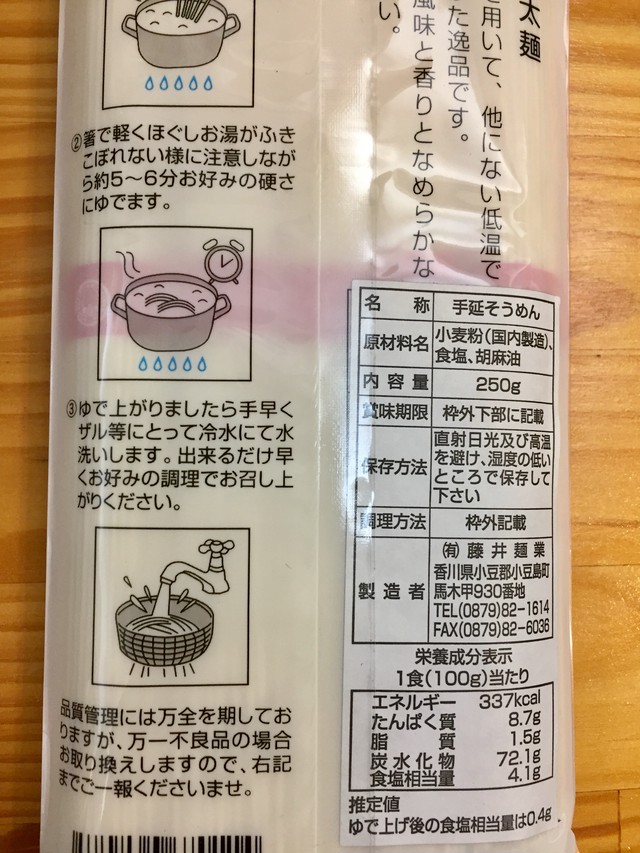 太麺
を用いて、他にない低温で
た逸品です。
風味と香りとなめらかな
い。
②箸で軽くほぐしお湯がふき
こぼれない様に注意しなが
ら約5〜6分お好みの硬さ
にゆでます。
③ゆで上がりましたら手早く
ザル等にとって冷水にて水
洗いします。出来るだけ早
くお好みの調理でお召し上
がりください。
品質管理には万全を期してお
りますが、万一不良品の場合
お取り換えしますので、右記
までご一報くださいませ。
名称 手延そうめん
原材料名 小麦粉(国内製造)、
食塩、胡麻油
内容量 250g
賞味期限 枠外下部に記載
保存方法 直射日光及び高温
を避け、湿度の低い
ところで保存して
下さい
調理方法 枠外記載
製造者 (有)藤井麺業
香川県小豆郡小豆島町
馬木甲930番地
TEL(0879)82-1614
FAX(0879)82-6036
栄養成分表示
1食(100g)当たり
エネルギー 337kcal
たんぱく質 8.7g
脂質 1.5g
炭水化物 72.1g
食塩相当量 4.1g
推定値
ゆで上げ後の食塩相当量は0.4g